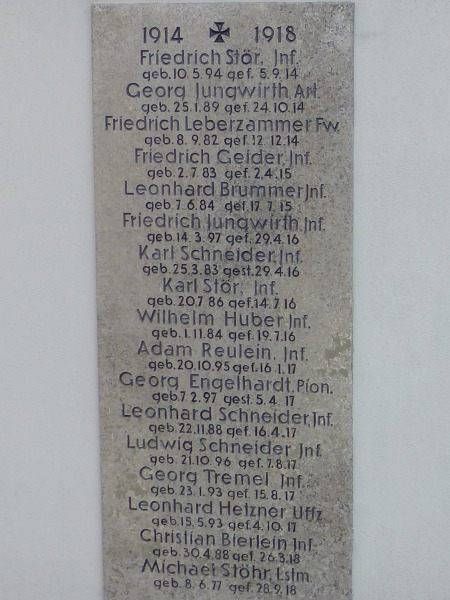 1914 ✠ 1918
Friedrich Stör, Inf.
geb. 10.5.94 gef. 5.9.14
Georg Jungwirth Art.
geb. 25.1.89 gef. 24.10.14
Friedrich Leberzammer Fw.
geb. 8.9.82 gef. 12.12.14
Friedrich Geider, Inf.
geb. 2.7.83 gef. 2.4.15
Leonhard Brummer Inf.
geb. 7.6.84 gef. 17.7.15
Friedrich Jungwirth, Inf.
geb. 14.3.97 gef. 29.4.16
Karl Schneider, Inf.
geb. 25.3.83 gest. 29.4.16
Karl Stör, Inf.
geb. 20.7.86 gef. 14.7.16
Wilhelm Huber Inf.
geb. 1.11.84 gef. 19.7.16
Adam Reulein, Inf.
geb. 20.10.95 gef. 16.1.17
Georg Engelhardt, Pion.
geb. 7.2.97 gest. 5.4.17
Leonhard Schneider, Inf.
geb. 22.11.88 gef. 16.4.17
Ludwig Schneider Inf.
geb. 21.10.96 gef. 7.8.17
Georg Tremel Inf.
geb. 23.1.93 gef. 15.8.17
Leonhard Hetzner Uffz.
geb. 15.5.93 gef. 4.10.17
Christian Bierlein Inf.
geb. 30.4.88 gef. 26.3.18
Michael Stöhr, Lstm.
geb. 8.6.77 gef. 28.9.18